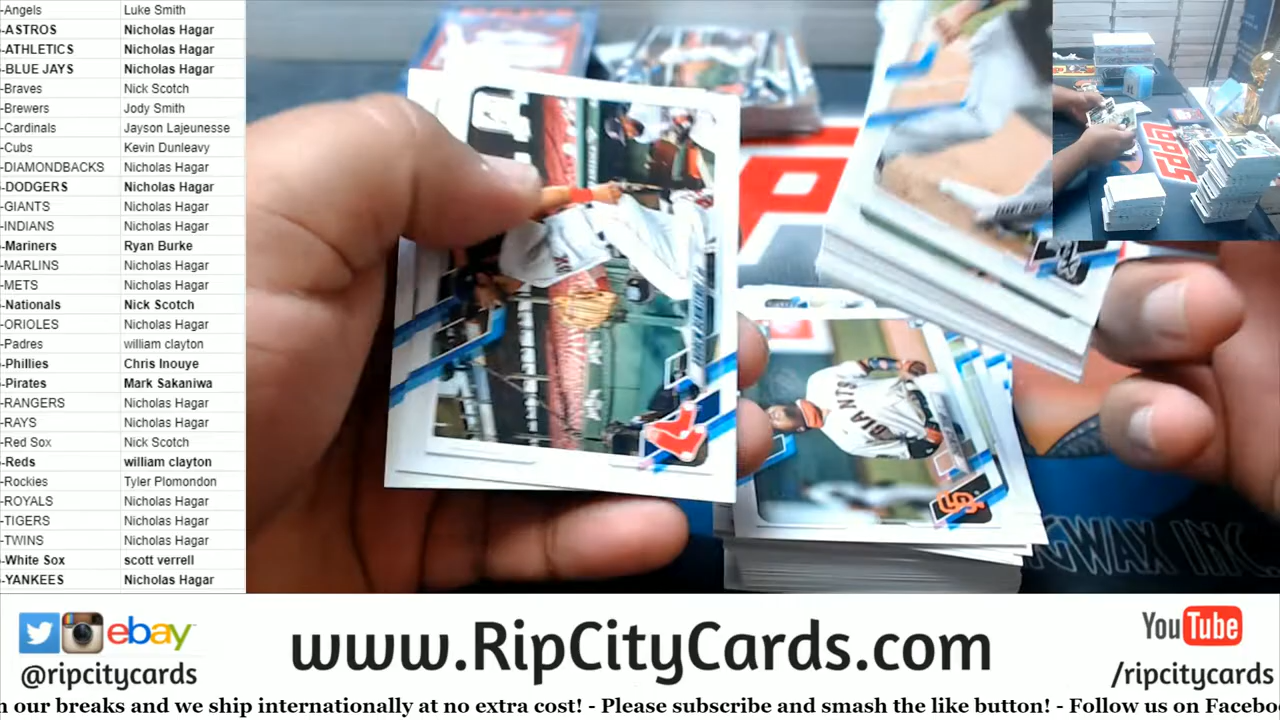 -Angels Luke Smith
-ASTROS Nicholas Hagar
-ATHLETICS Nicholas Hagar
-BLUE JAYS Nicholas Hagar
-Braves Nick Scotch
-Brewers Jody Smith
-Cardinals Jayson Lajeunesse
-Cubs Kevin Dunleavy
-DIAMONDBACKS Nicholas Hagar
-DODGERS Nicholas Hagar
-GIANTS Nicholas Hagar
-INDIANS Nicholas Hagar
-Mariners Ryan Burke
-MARLINS Nicholas Hagar
-METS Nicholas Hagar
-Nationals Nick Scotch
-ORIOLES Nicholas Hagar
-Padres william clayton
-Phillies Chris Inouye
-Pirates Mark Sakaniwa
-RANGERS Nicholas Hagar
-RAYS Nicholas Hagar
-Red Sox Nick Scotch
-Reds william clayton
-Rockies Tyler Plomondon
-ROYALS Nicholas Hagar
-TIGERS Nicholas Hagar
-TWINS Nicholas Hagar
-White Sox scott verrell
-YANKEES Nicholas Hagar
TOPPS
GIANTS
SF
GWAX INC.
ebay
@ripcitycards
www.RipCityCards.com
YouTube
/ripcitycards
n our breaks and we ship internationally at no extra cost! - Please subscribe and smash the like button! - Follow us on Facebo